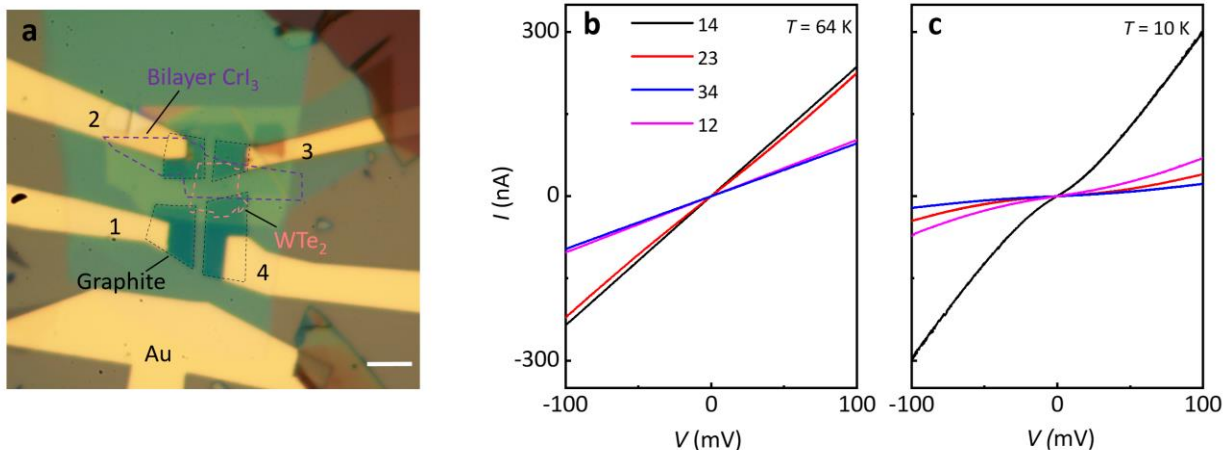 a
Bilayer CrI₃
2
3
1
WTe₂
4
Graphite
Au
b
14
T = 64 K
23
34
12
300
0
-300
I (nA)
-100
0
100
V (mV)
c
T = 10 K
-100
0
100
V (mV)